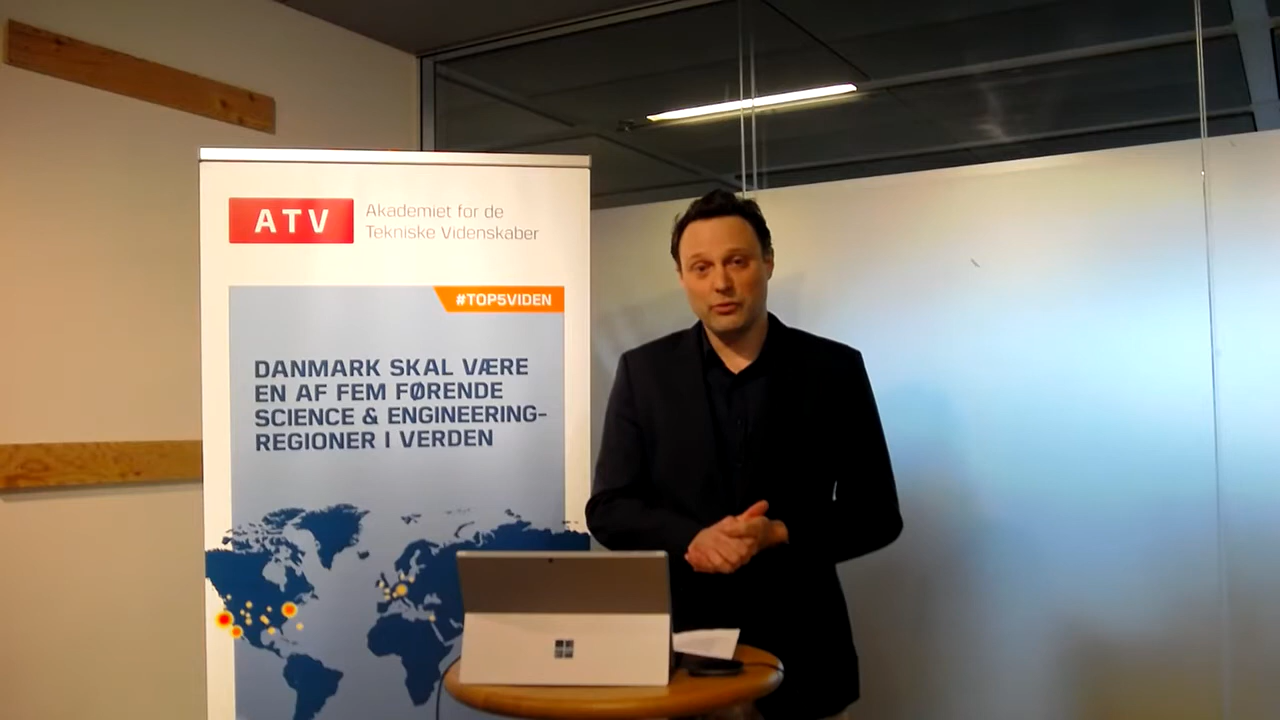 ATV
Akademiet for de
Tekniske Videnskaber
#TOP5VIDEN
DANMARK SKAL VÆRE
EN AF FEM FØRENDE
SCIENCE & ENGINEERING-
REGIONER I VERDEN